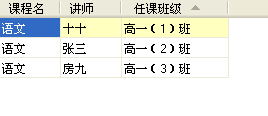 课程名 讲师 任课班级
语文 十十 高一（1）班
语文 张三 高一（2）班
语文 房九 高一（3）班